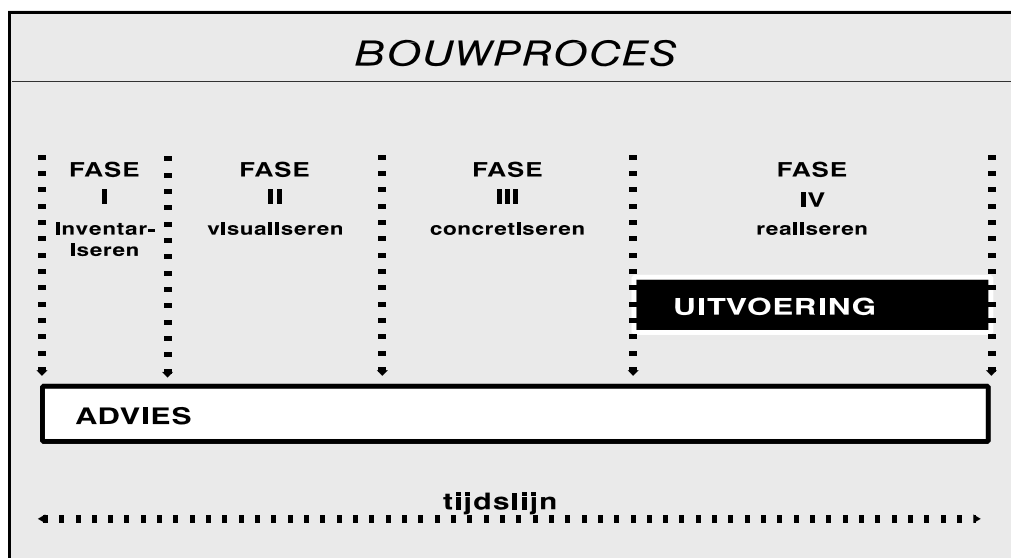 BOUWPROCES
FASE
I
Inventar-
iseren
FASE
II
visualiseren
FASE
III
concretiseren
FASE
IV
realiseren
UITVOERING
ADVIES
tijdslijn